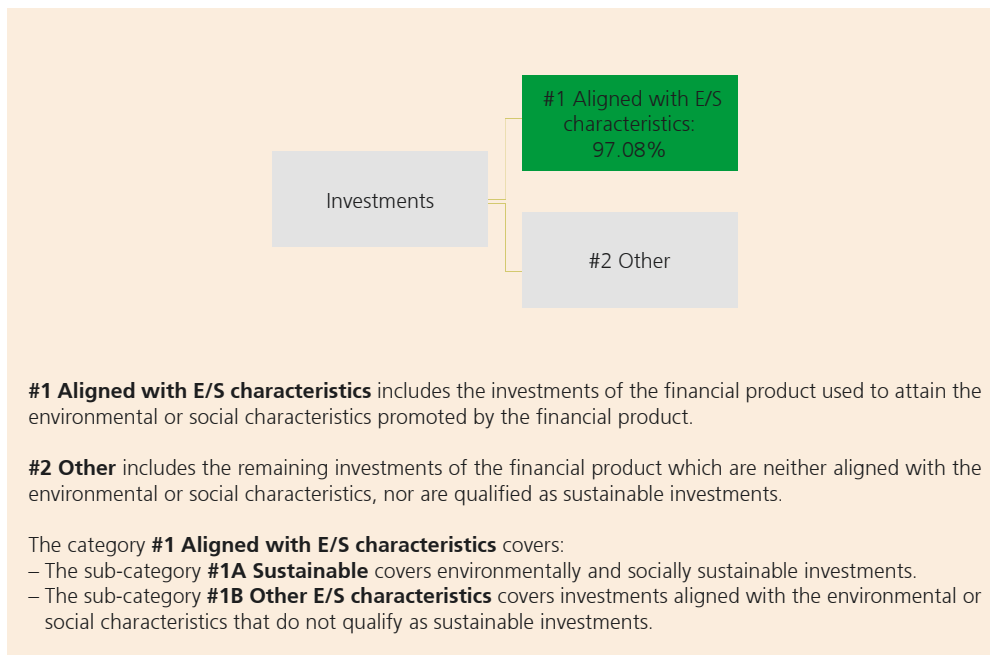 #1 Aligned with E/S
characteristics:
97.08%
Investments
#2 Other
#1 Aligned with E/S characteristics includes the investments of the financial product used to attain the
environmental or social characteristics promoted by the financial product.
#2 Other includes the remaining investments of the financial product which are neither aligned with the
environmental or social characteristics, nor are qualified as sustainable investments.
The category #1 Aligned with E/S characteristics covers:
– The sub-category #1A Sustainable covers environmentally and socially sustainable investments.
– The sub-category #1B Other E/S characteristics covers investments aligned with the environmental or
social characteristics that do not qualify as sustainable investments.